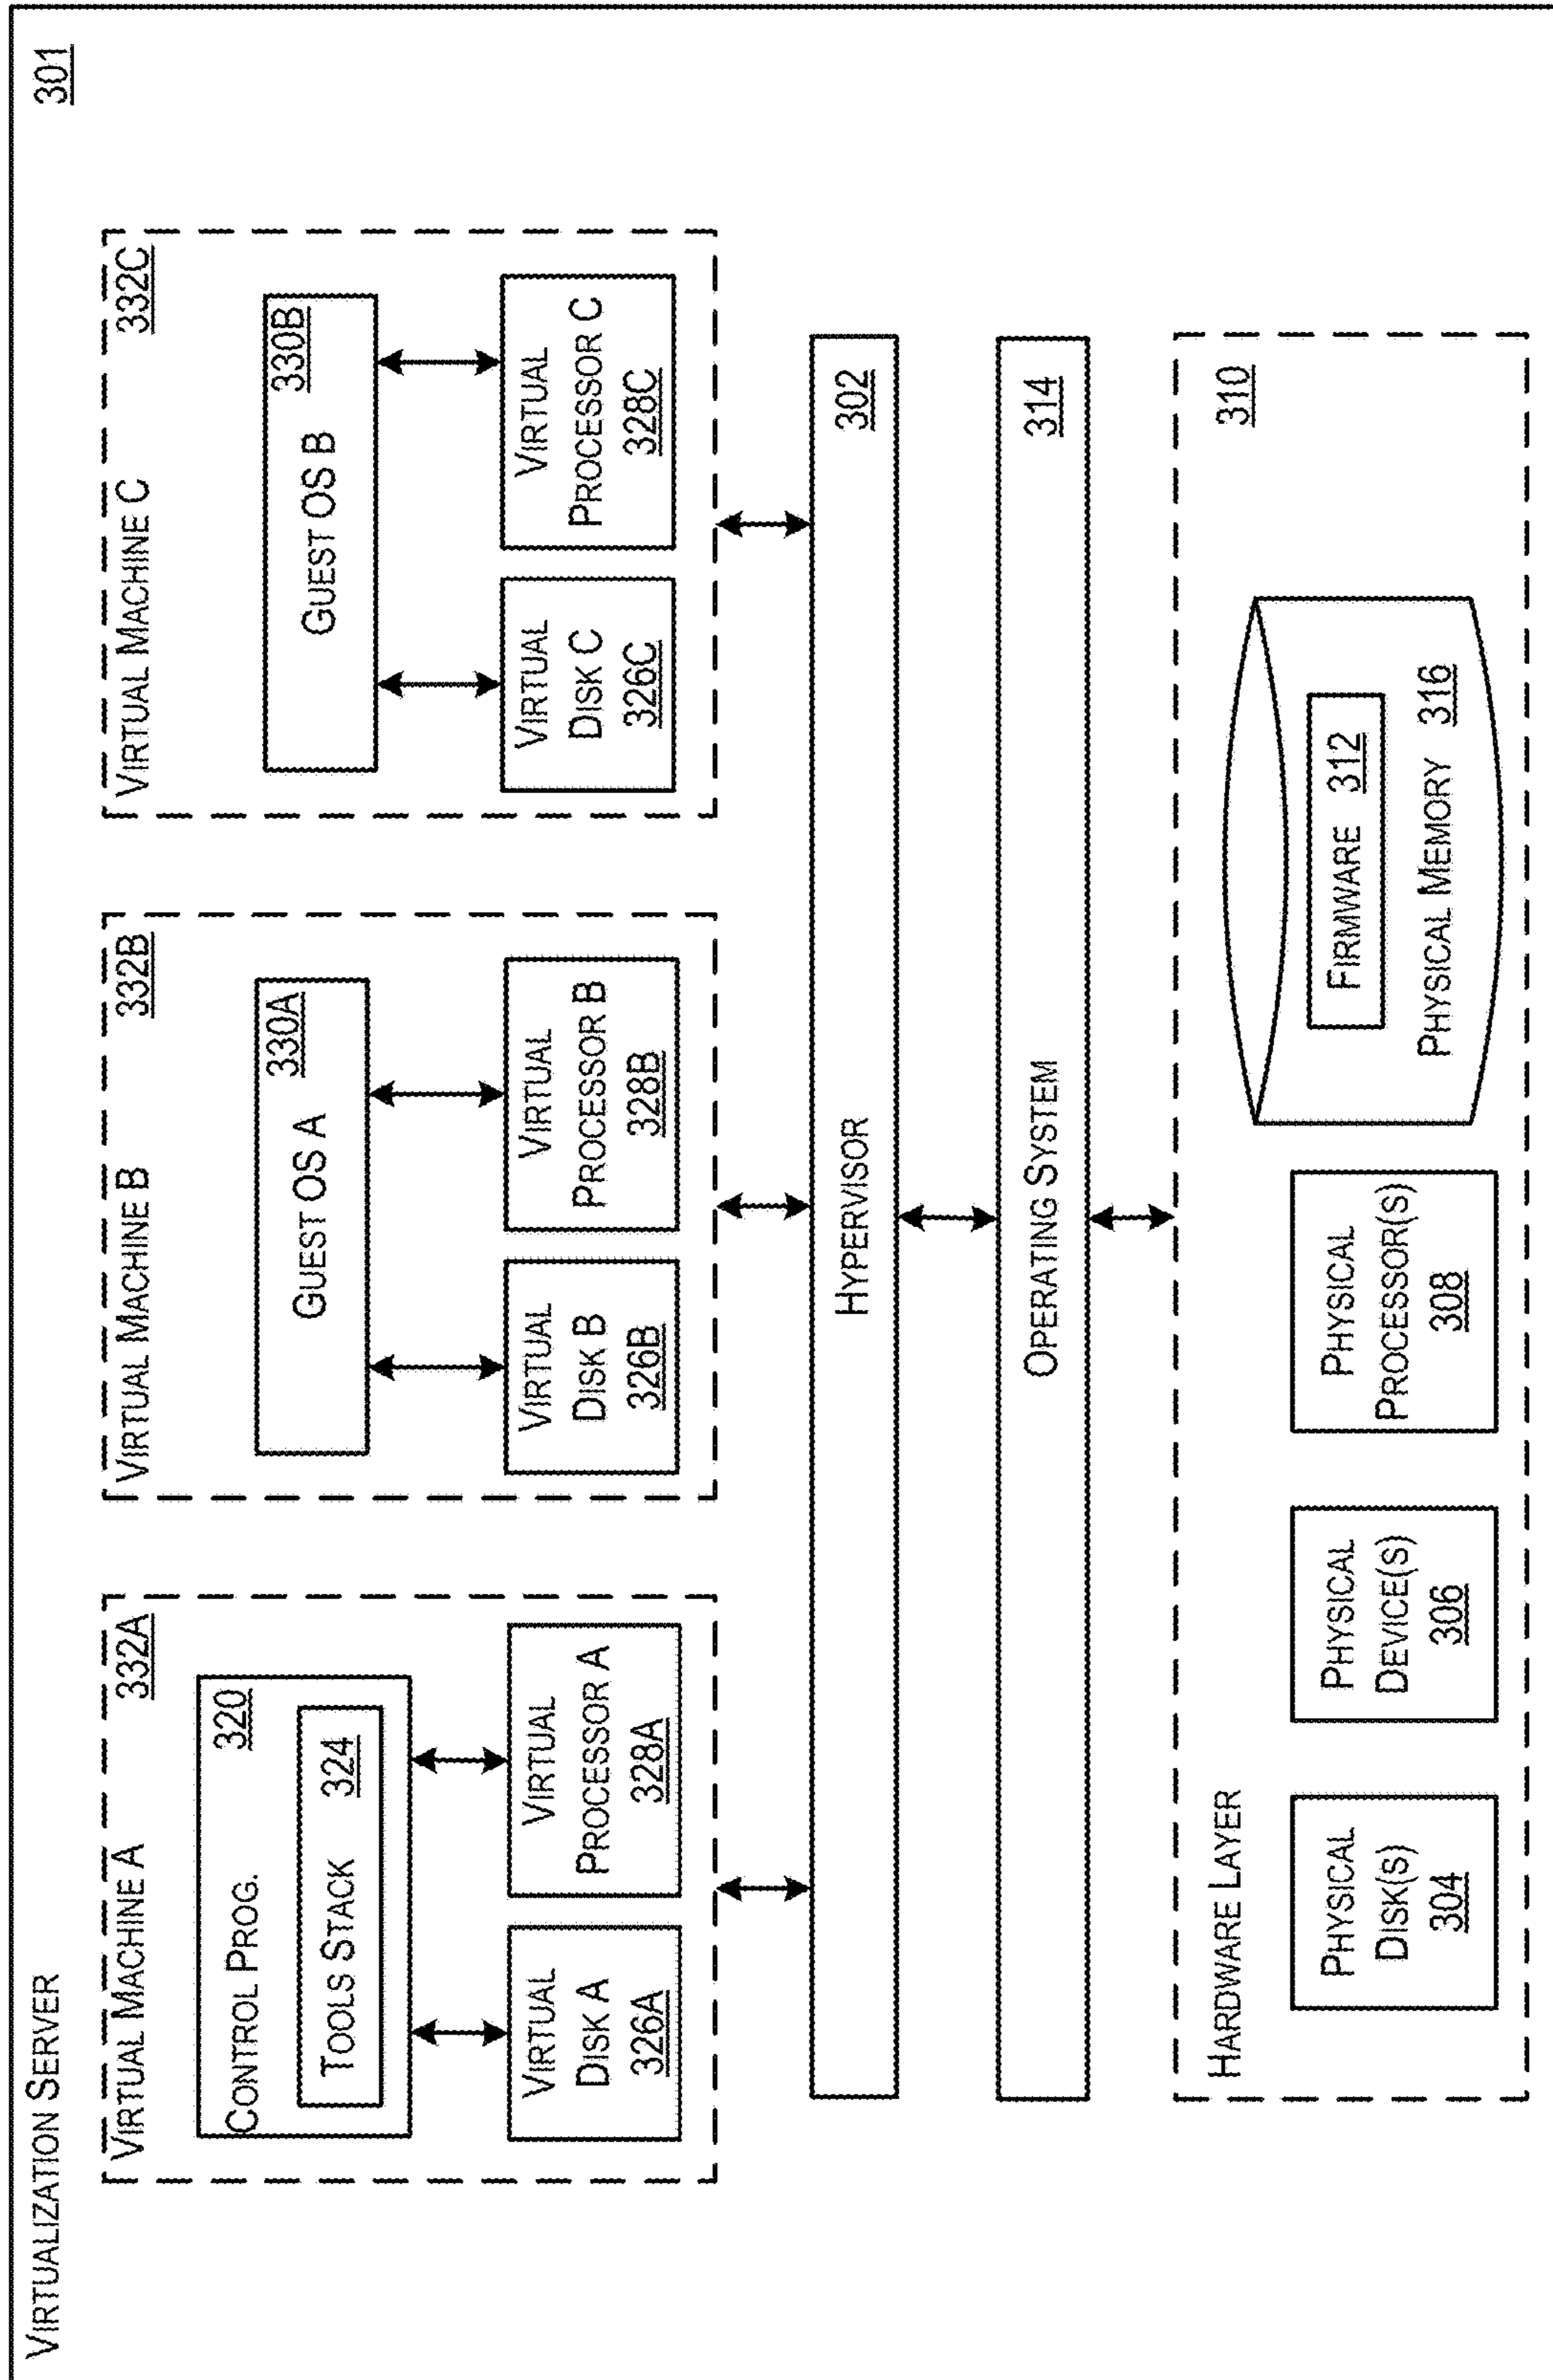 VIRTUALIZATION SERVER
301
VIRTUAL MACHINE A
332A
CONTROL PROG.
320
TOOLS STACK
324
VIRTUAL
DISK A
326A
VIRTUAL
PROCESSOR A
328A
VIRTUAL MACHINE B
332B
GUEST OS A
330A
VIRTUAL
DISK B
326B
VIRTUAL
PROCESSOR B
328B
VIRTUAL MACHINE C
332C
GUEST OS B
330B
VIRTUAL
DISK C
326C
VIRTUAL
PROCESSOR C
328C
HYPERVISOR
302
OPERATING SYSTEM
314
HARDWARE LAYER
310
PHYSICAL
DISK(S)
304
PHYSICAL
DEVICE(S)
306
PHYSICAL
PROCESSOR(S)
308
FIRMWARE 312
PHYSICAL MEMORY 316